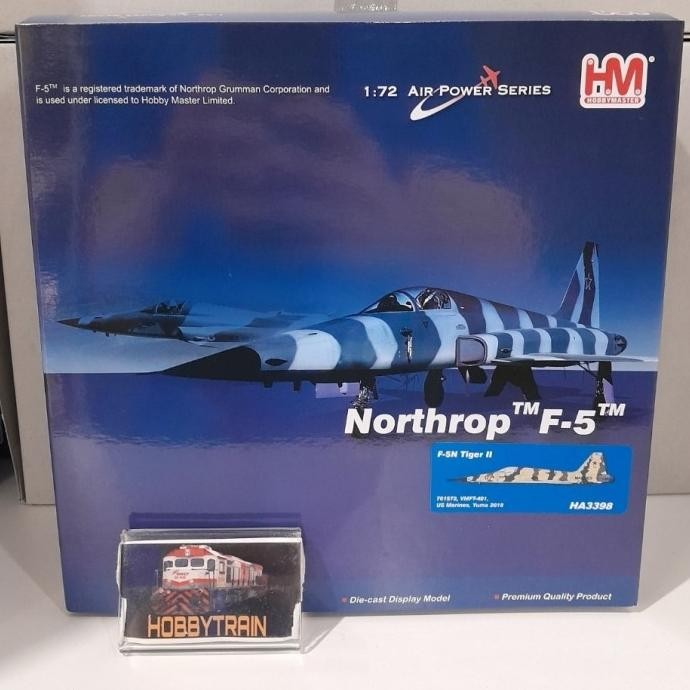 F-5™ is a registered trademark of Northrop Grumman Corporation and
is used under licensed to Hobby Master Limited.
1:72 AIR POWER SERIES
HM
HOBBYMASTER
Northrop™ F-5™
F-5N Tiger II
761573, VMFT-401,
US Marines, Yuma 2015
HA3398
HOBBYTRAIN
Die-cast Display Model
Premium Quality Product